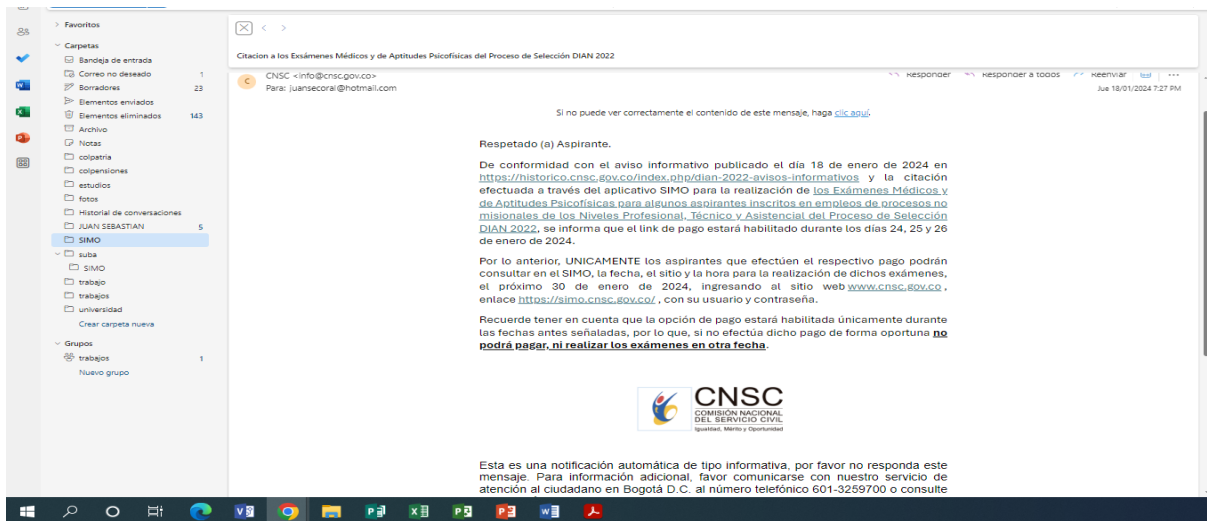 Favoritos
Carpetas
Bandeja de entrada
Correo no deseado 1
Borradores 23
Elementos enviados
Elementos eliminados 143
Archivo
Notas
colpatria
colpensiones
estudios
fotos
Historial de conversaciones
JUAN SEBASTIAN 5
SIMO
suba
SIMO
trabajo
trabajos
universidad
Crear carpeta nueva
Grupos
trabajos 1
Nuevo grupo
Citacion a los Exsámenes Médicos y de Aptitudes Psicofísicas del Proceso de Selección DIAN 2022
C
CNSC <info@cnsc.gov.co>
Para: juansecoral@hotmail.com
Responder Responder a todos Reenviar
Jue 18/01/2024 7:27 PM
Si no puede ver correctamente el contenido de este mensaje, haga clic aquí.
Respetado (a) Aspirante.
De conformidad con el aviso informativo publicado el día 18 de enero de 2024 en
https://historico.cnsc.gov.co/index.php/dian-2022-avisos-informativos y la citación
efectuada a través del aplicativo SIMO para la realización de los Exámenes Médicos y
de Aptitudes Psicofísicas para algunos aspirantes inscritos en empleos de procesos no
misionales de los Niveles Profesional, Técnico y Asistencial del Proceso de Selección
DIAN 2022, se informa que el link de pago estará habilitado durante los días 24, 25 y 26
de enero de 2024.
Por lo anterior, UNICAMENTE los aspirantes que efectúen el respectivo pago podrán
consultar en el SIMO, la fecha, el sitio y la hora para la realización de dichos exámenes,
el próximo 30 de enero de 2024, ingresando al sitio web www.cnsc.gov.co,
enlace https://simo.cnsc.gov.co/ , con su usuario y contraseña.
Recuerde tener en cuenta que la opción de pago estará habilitada únicamente durante
las fechas antes señaladas, por lo que, si no efectúa dicho pago de forma oportuna no
podrá pagar, ni realizar los exámenes en otra fecha.
CNSC
COMISIÓN NACIONAL
DEL SERVICIO CIVIL
Igualdad, Mérito y Oportunidad
Esta es una notificación automática de tipo informativa, por favor no responda este
mensaje. Para información adicional, favor comunicarse con nuestro servicio de
atención al ciudadano en Bogotá D.C. al número telefónico 601-3259700 o consulte